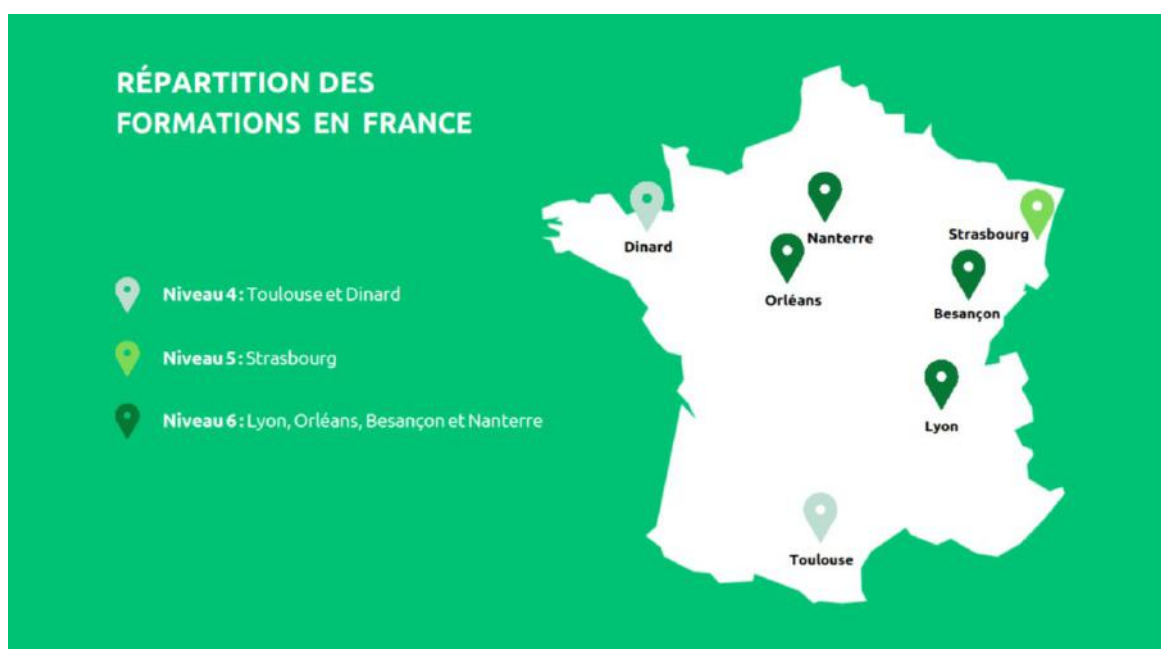 RÉPARTITION DES
FORMATIONS EN FRANCE
Niveau 4 : Toulouse et Dinard
Niveau 5 : Strasbourg
Niveau 6 : Lyon, Orléans, Besançon et Nanterre
Dinard
Nanterre
Strasbourg
Orléans
Besançon
Lyon
Toulouse